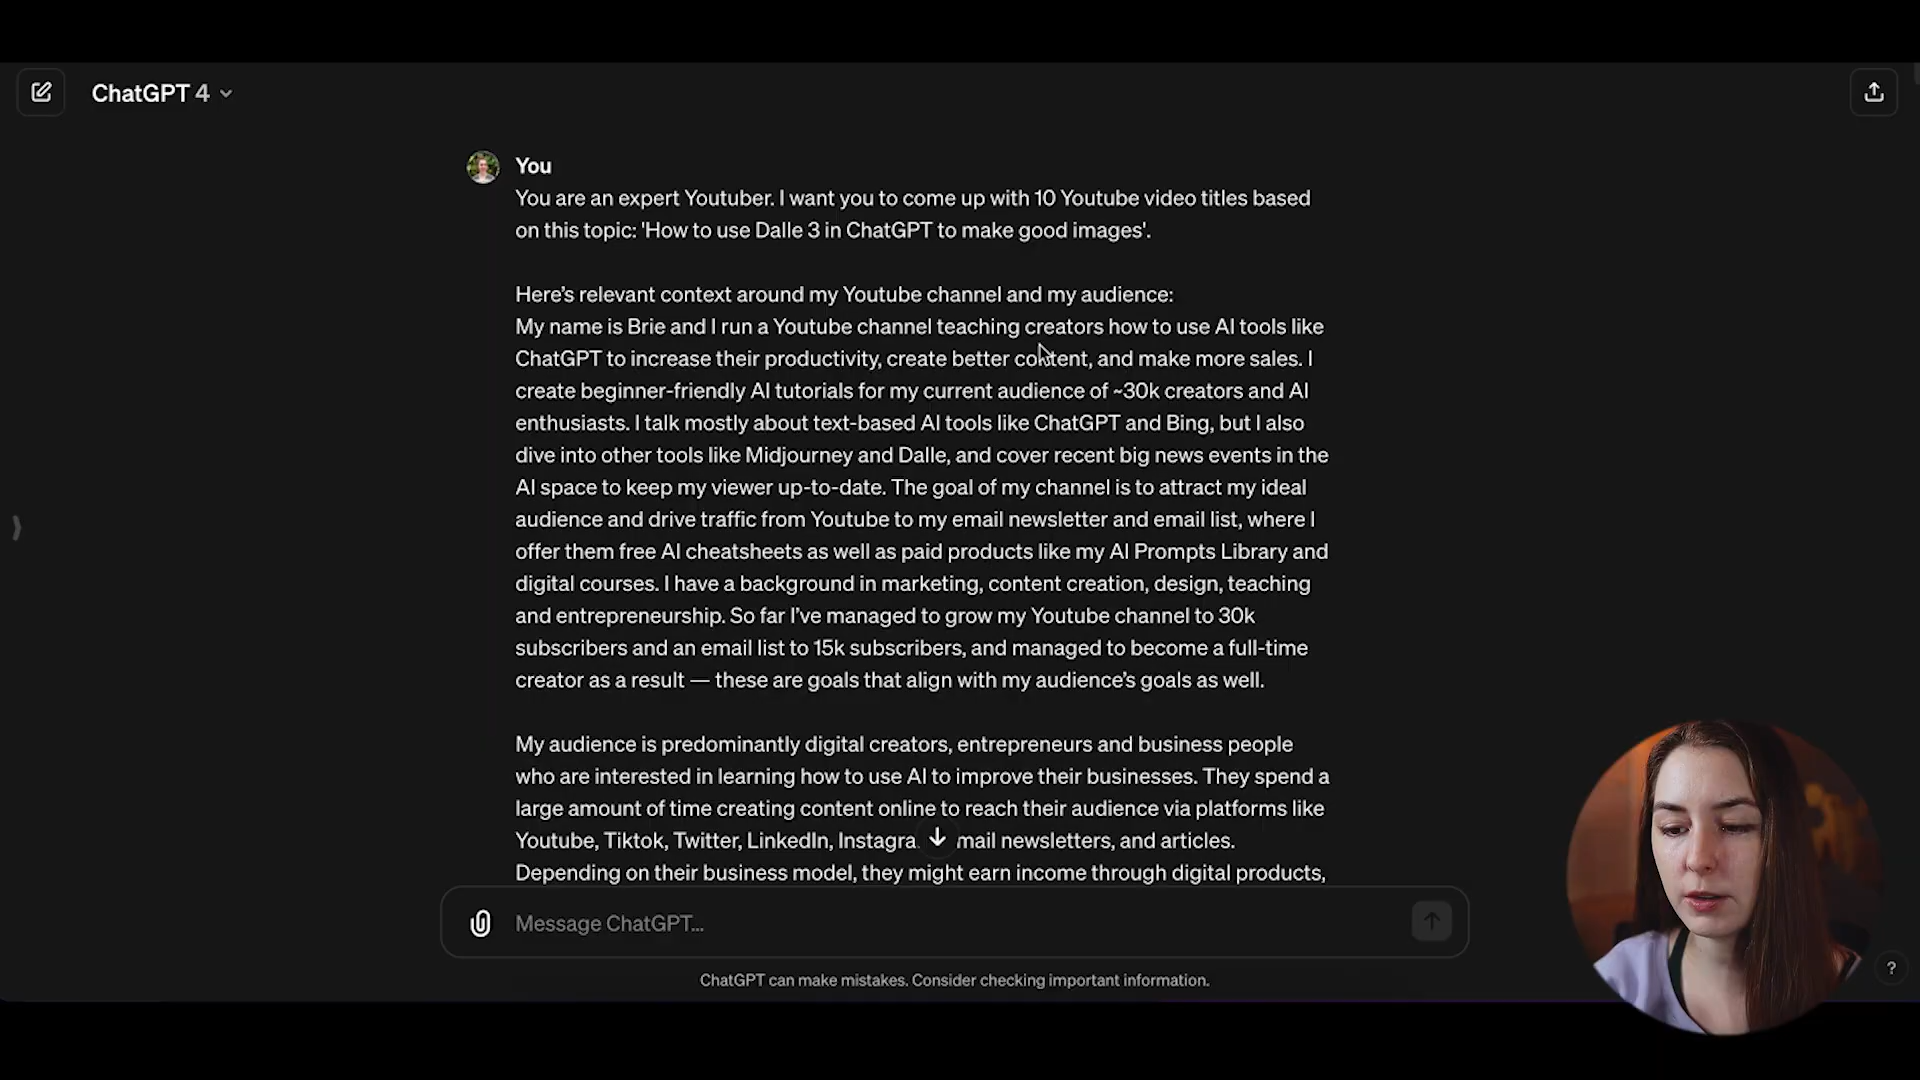 ChatGPT 4
You
You are an expert Youtuber. I want you to come up with 10 Youtube video titles based
on this topic: 'How to use Dalle 3 in ChatGPT to make good images'.
Here’s relevant context around my Youtube channel and my audience:
My name is Brie and I run a Youtube channel teaching creators how to use AI tools like
ChatGPT to increase their productivity, create better content, and make more sales. I
create beginner-friendly AI tutorials for my current audience of ~30k creators and AI
enthusiasts. I talk mostly about text-based AI tools like ChatGPT and Bing, but I also
dive into other tools like Midjourney and Dalle, and cover recent big news events in the
AI space to keep my viewer up-to-date. The goal of my channel is to attract my ideal
audience and drive traffic from Youtube to my email newsletter and email list, where I
offer them free AI cheatsheets as well as paid products like my AI Prompts Library and
digital courses. I have a background in marketing, content creation, design, teaching
and entrepreneurship. So far I’ve managed to grow my Youtube channel to 30k
subscribers and an email list to 15k subscribers, and managed to become a full-time
creator as a result — these are goals that align with my audience’s goals as well.
My audience is predominantly digital creators, entrepreneurs and business people
who are interested in learning how to use AI to improve their businesses. They spend a
large amount of time creating content online to reach their audience via platforms like
Youtube, Tiktok, Twitter, LinkedIn, Instagra mail newsletters, and articles.
Depending on their business model, they might earn income through digital products,
Message ChatGPT...
ChatGPT can make mistakes. Consider checking important information.
?